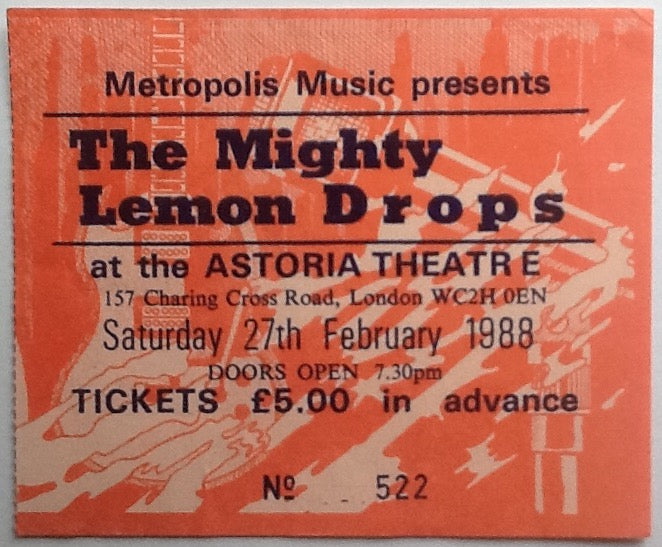 Metropolis Music presents
The Mighty
Lemon Drops
at the ASTORIA THEATRE
157 Charing Cross Road, London WC2H 0EN
Saturday 27th February 1988
DOORS OPEN 7.30pm
TICKETS £5.00 in advance
Nº 522